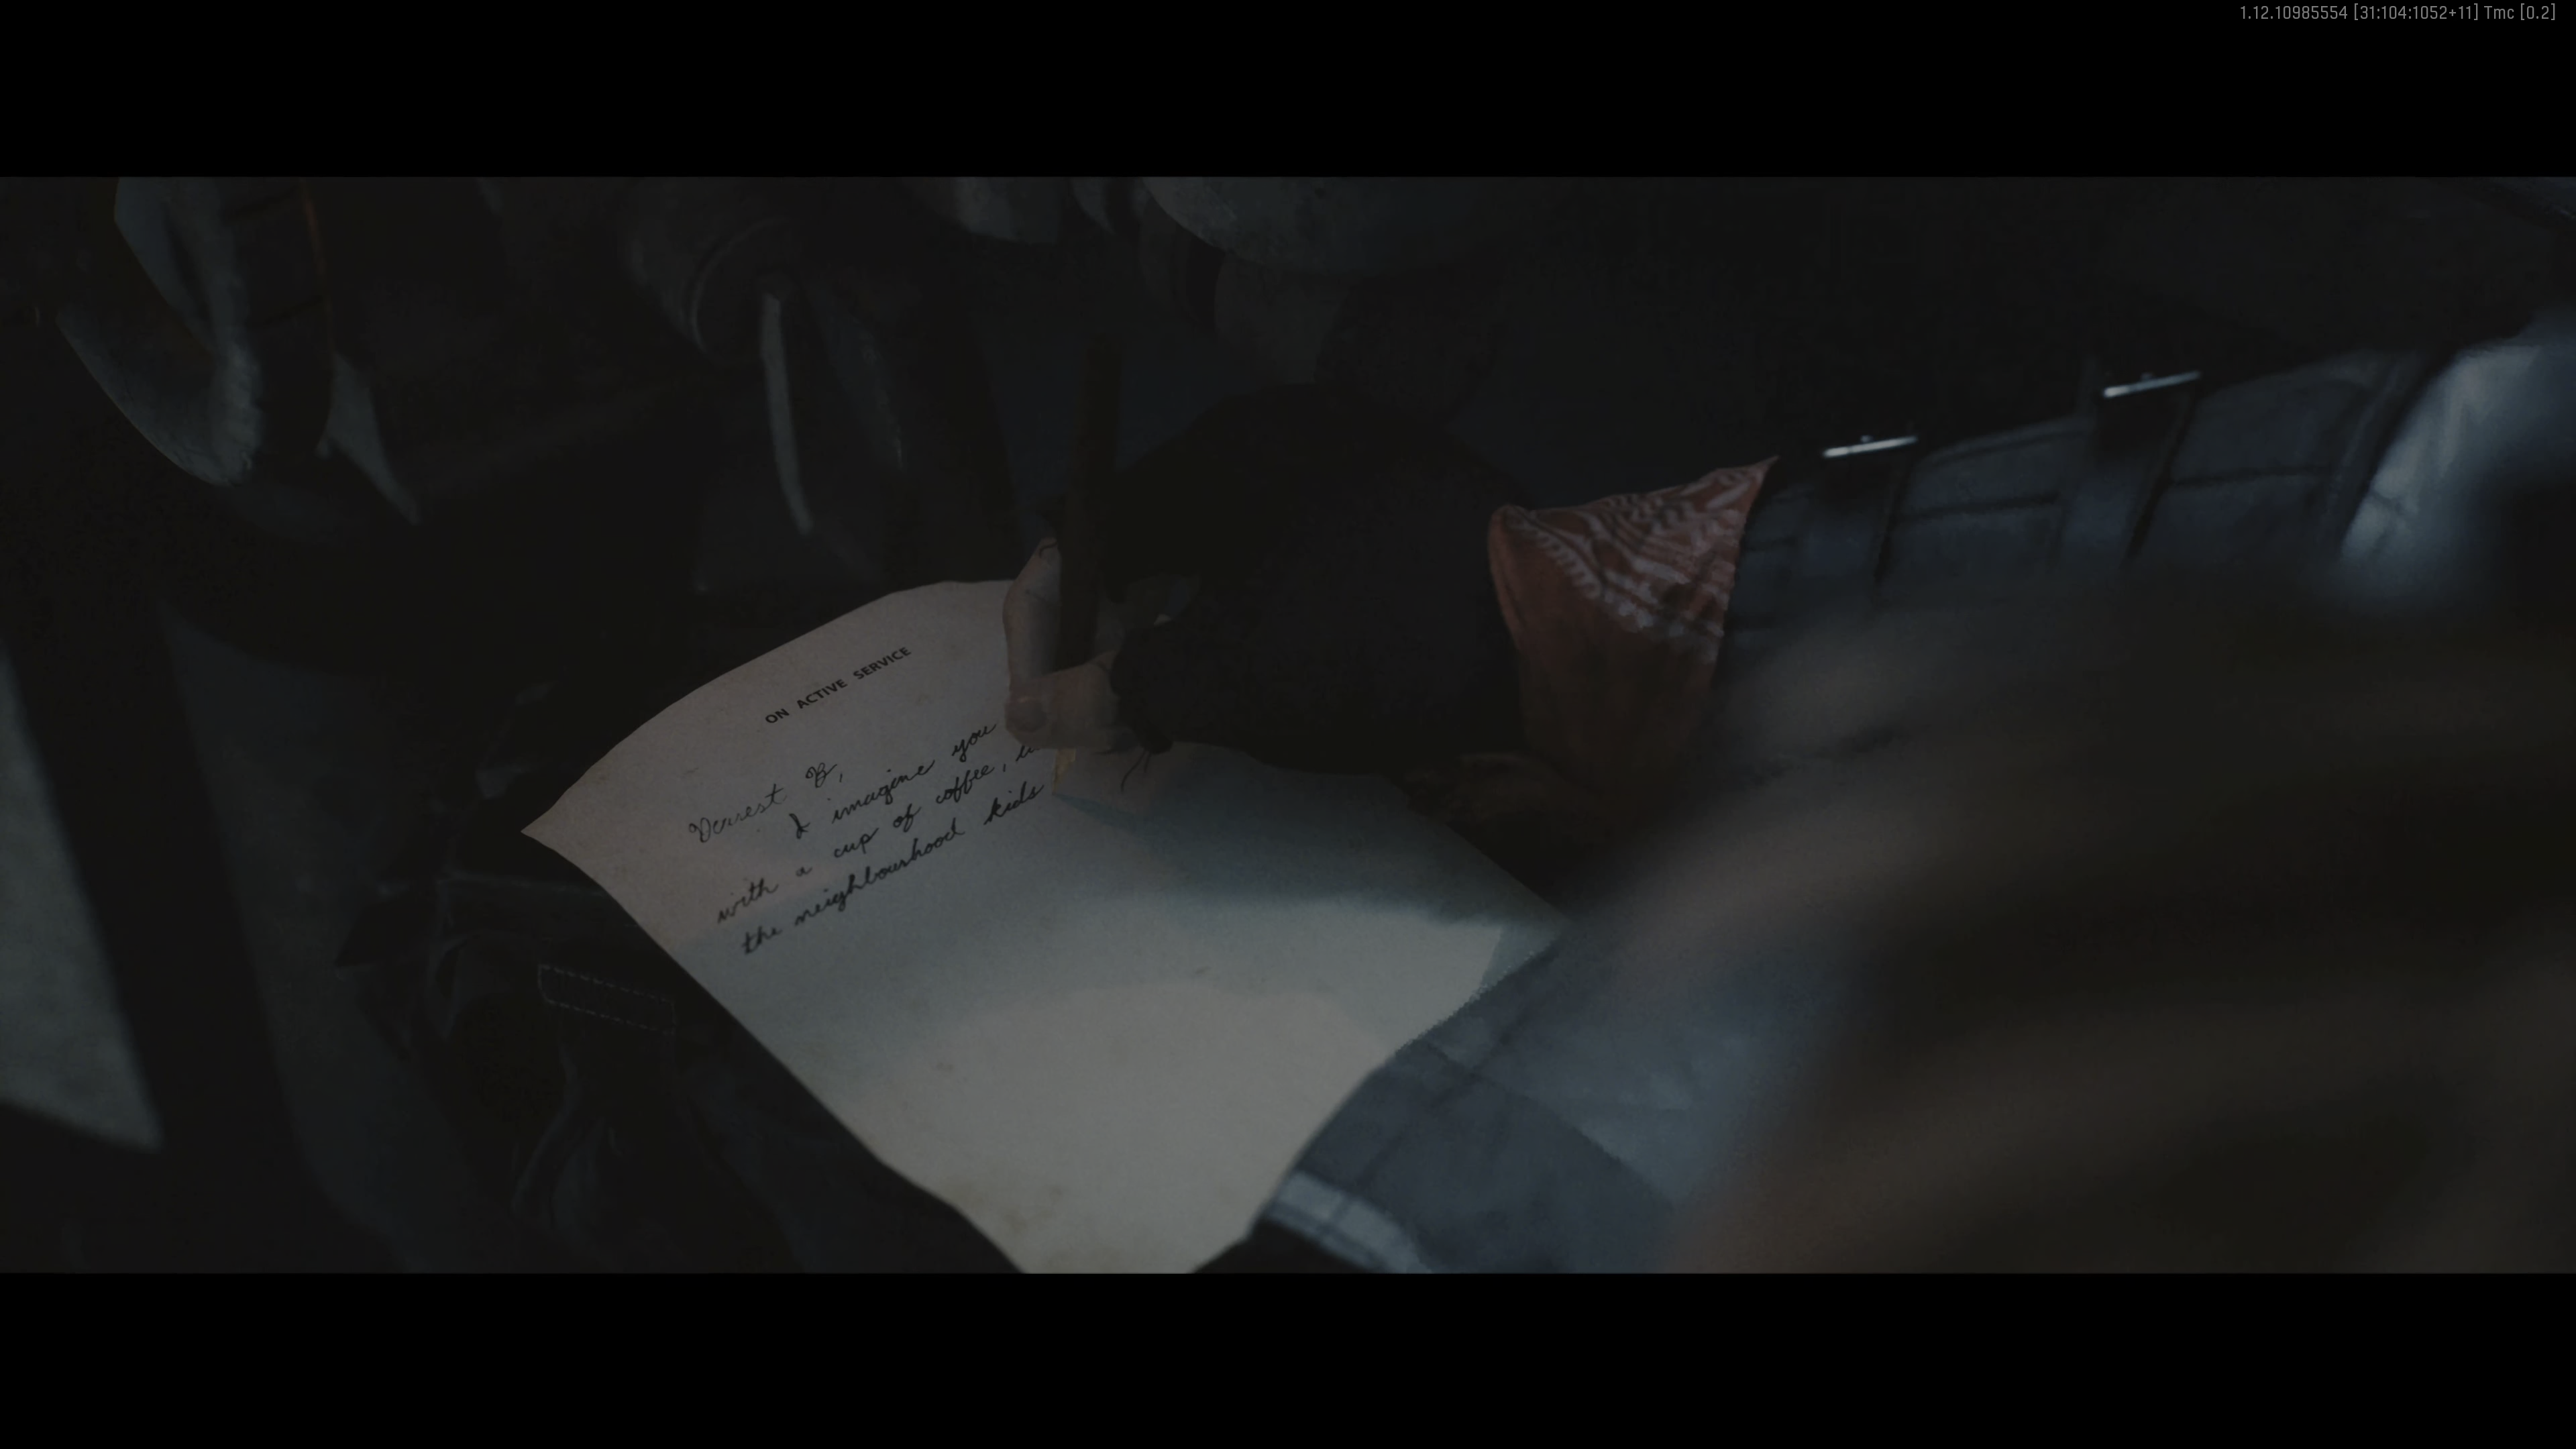 1.12.10985554 [31:104:1052+11] Tmc [0.2]
ON ACTIVE SERVICE
Dearest B,
I imagine you
with a cup of coffee,
the neighbourhood kids